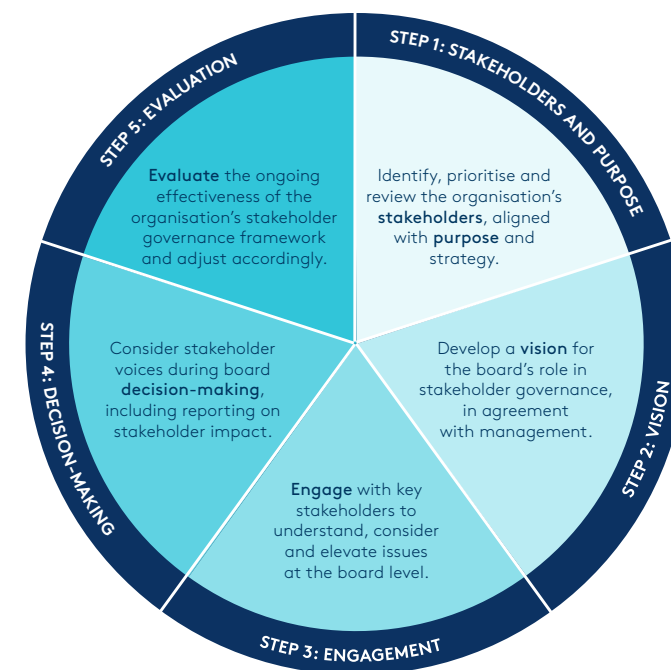 STEP 1: STAKEHOLDERS AND PURPOSE
Identify, prioritise and
review the organisation's
stakeholders, aligned
with purpose and
strategy.
STEP 2: VISION
Develop a vision for
the board's role in
stakeholder governance,
in agreement
with management.
STEP 3: ENGAGEMENT
Engage with key
stakeholders to
understand, consider
and elevate issues
at the board level.
STEP 4: DECISION-MAKING
Consider stakeholder
voices during board
decision-making,
including reporting on
stakeholder impact.
STEP 5: EVALUATION
Evaluate the ongoing
effectiveness of the
organisation's stakeholder
governance framework
and adjust accordingly.